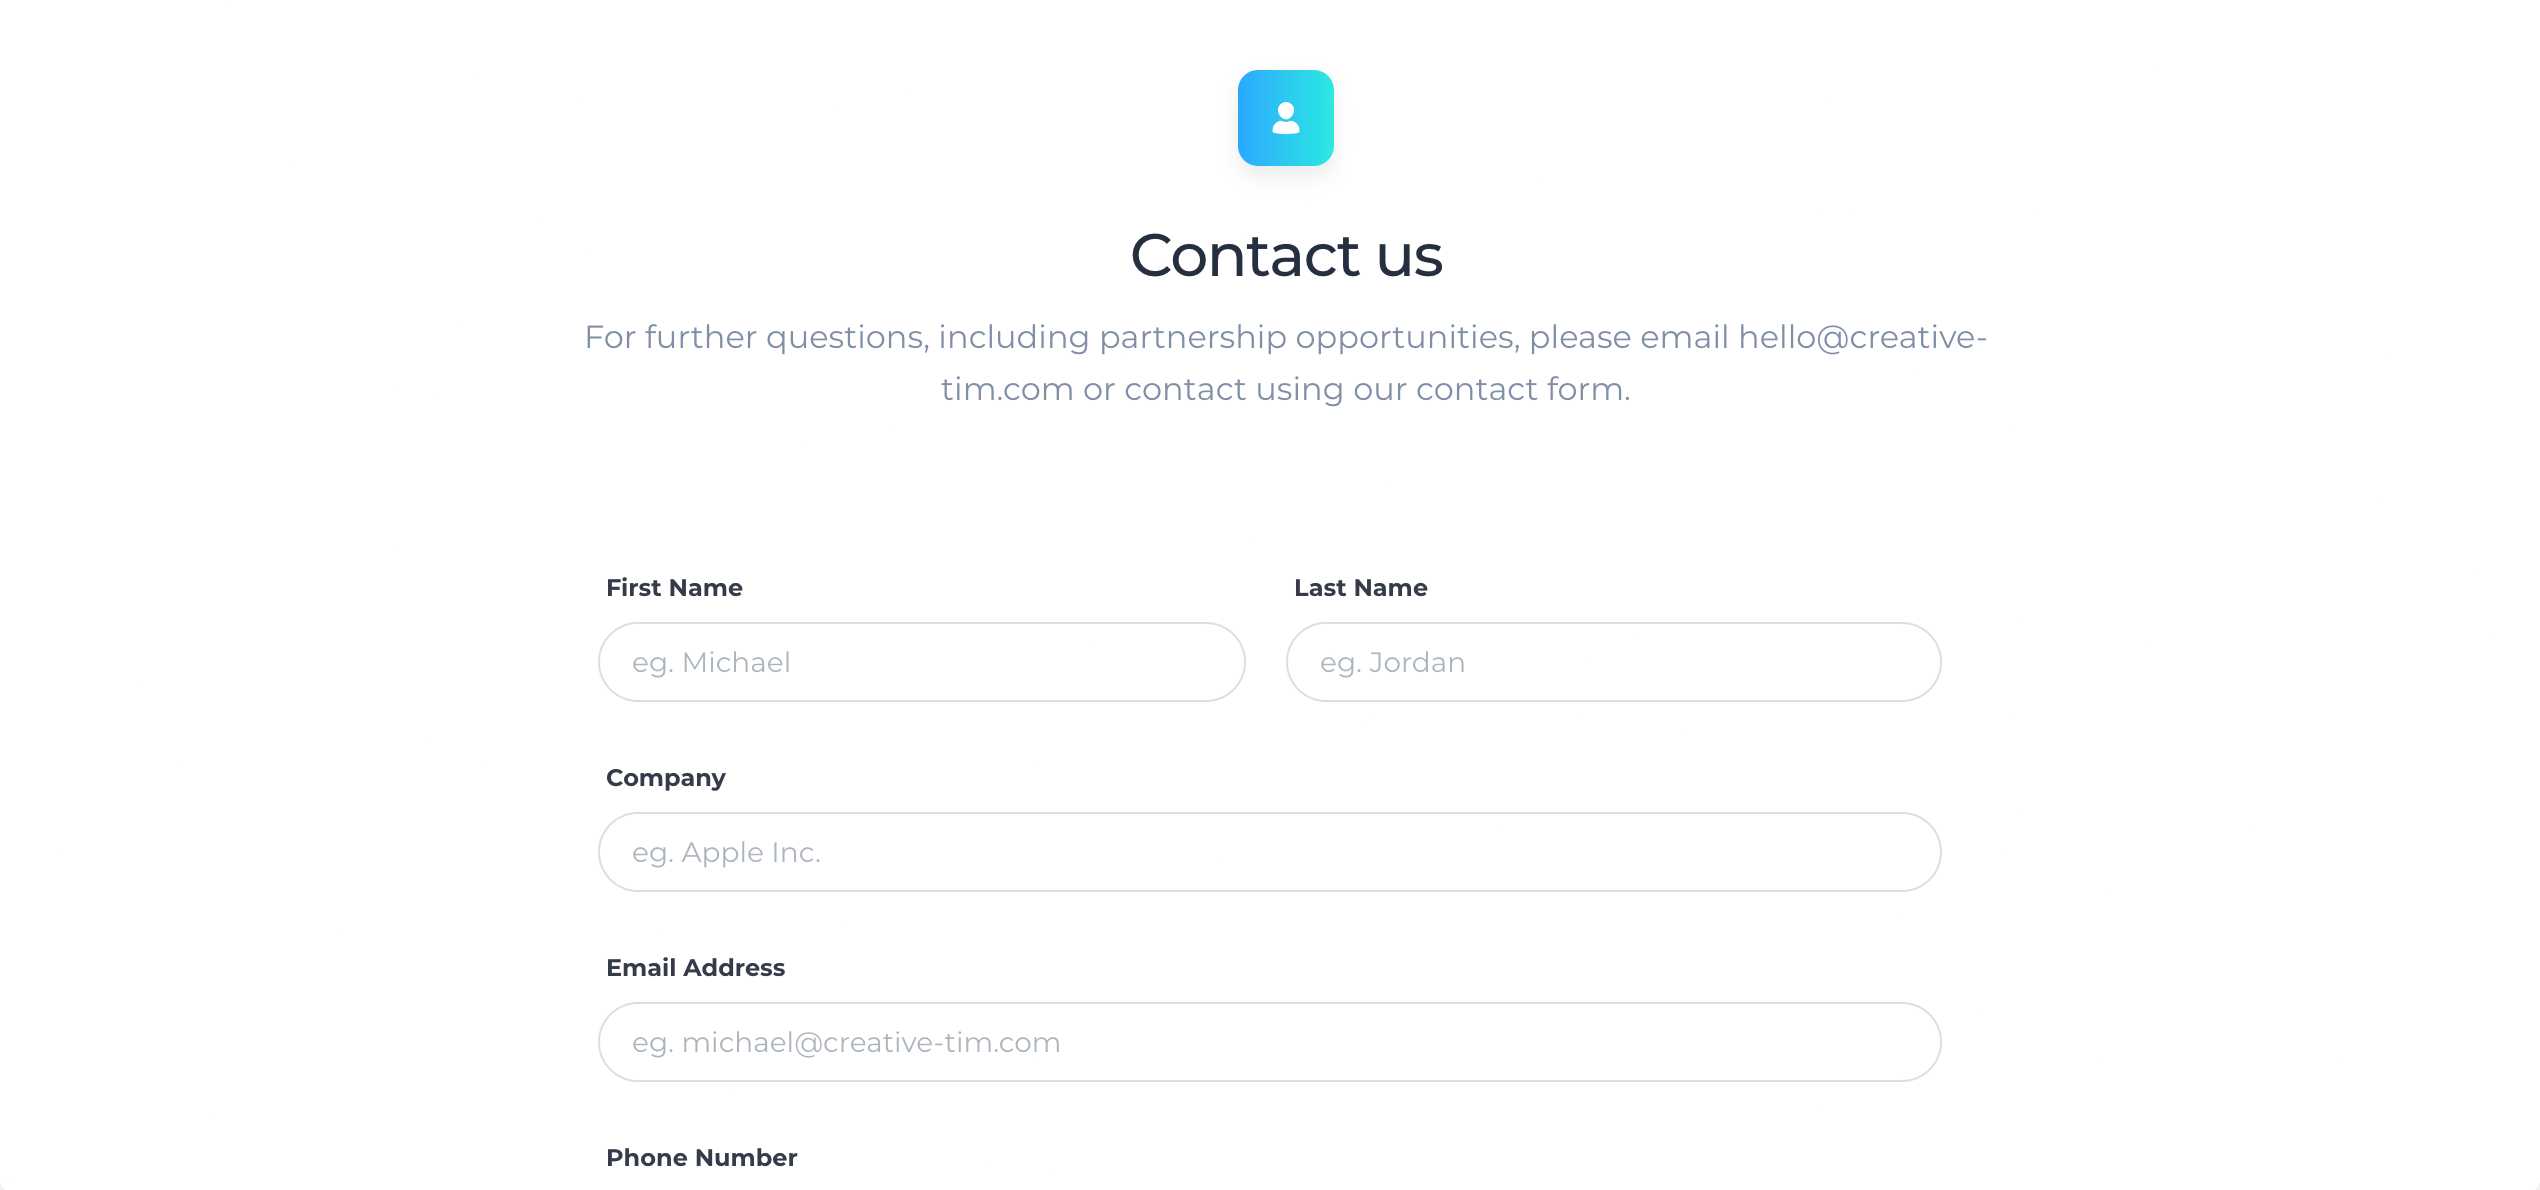 Contact us
For further questions, including partnership opportunities, please email hello@creative-
tim.com or contact using our contact form.
First Name
Last Name
eg. Michael
eg. Jordan
Company
eg. Apple Inc.
Email Address
eg. michael@creative-tim.com
Phone Number